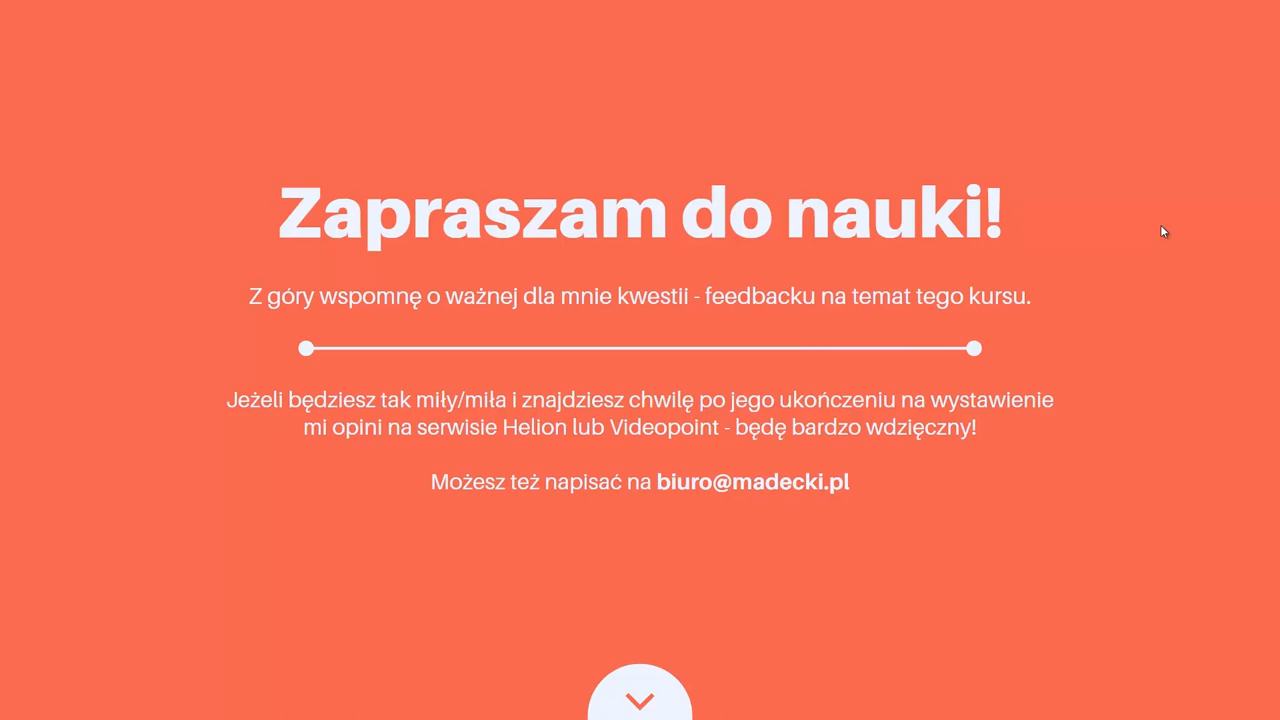 Zapraszam do nauki!
Z góry wspomnę o ważnej dla mnie kwestii - feedbacku na temat tego kursu.
Jeżeli będziesz tak miły/miła i znajdziesz chwilę po jego ukończeniu na wystawienie
mi opini na serwisie Helion lub Videopoint - będę bardzo wdzięczny!
Możesz też napisać na biuro@madecki.pl